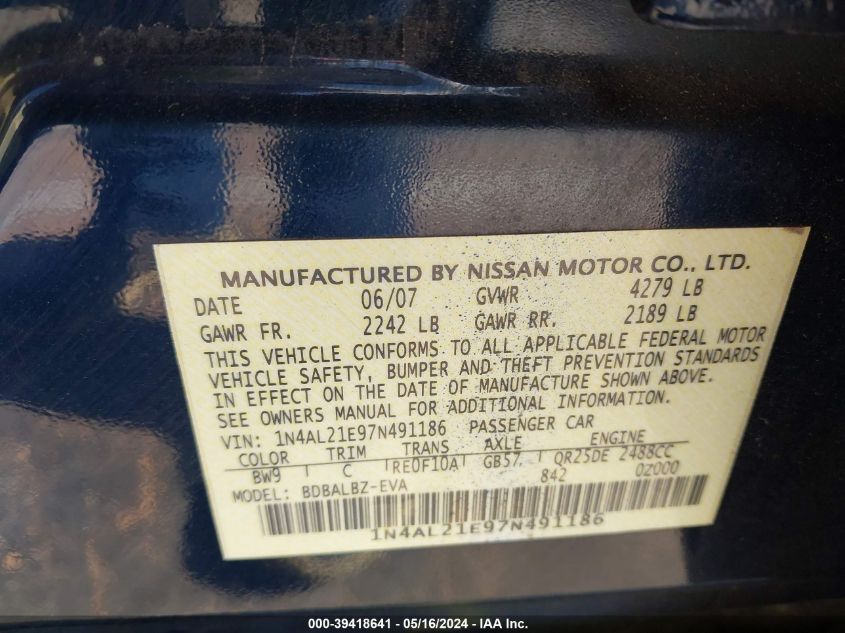 MANUFACTURED BY NISSAN MOTOR CO., LTD.
DATE 06/07 GVWR 4279 LB
GAWR FR. 2242 LB GAWR RR. 2189 LB
THIS VEHICLE CONFORMS TO ALL APPLICABLE FEDERAL MOTOR
VEHICLE SAFETY, BUMPER AND THEFT PREVENTION STANDARDS
IN EFFECT ON THE DATE OF MANUFACTURE SHOWN ABOVE.
SEE OWNERS MANUAL FOR ADDITIONAL INFORMATION.
VIN: 1N4AL21E97N491186 PASSENGER CAR
COLOR TRIM TRANS AXLE ENGINE
BW9 C RE0F10A GB57 QR25DE 2488CC
MODEL: BDBALBZ-EVA 842 0Z000
1N4AL21E97N491186
000-39418641 - 05/16/2024 - IAA Inc.